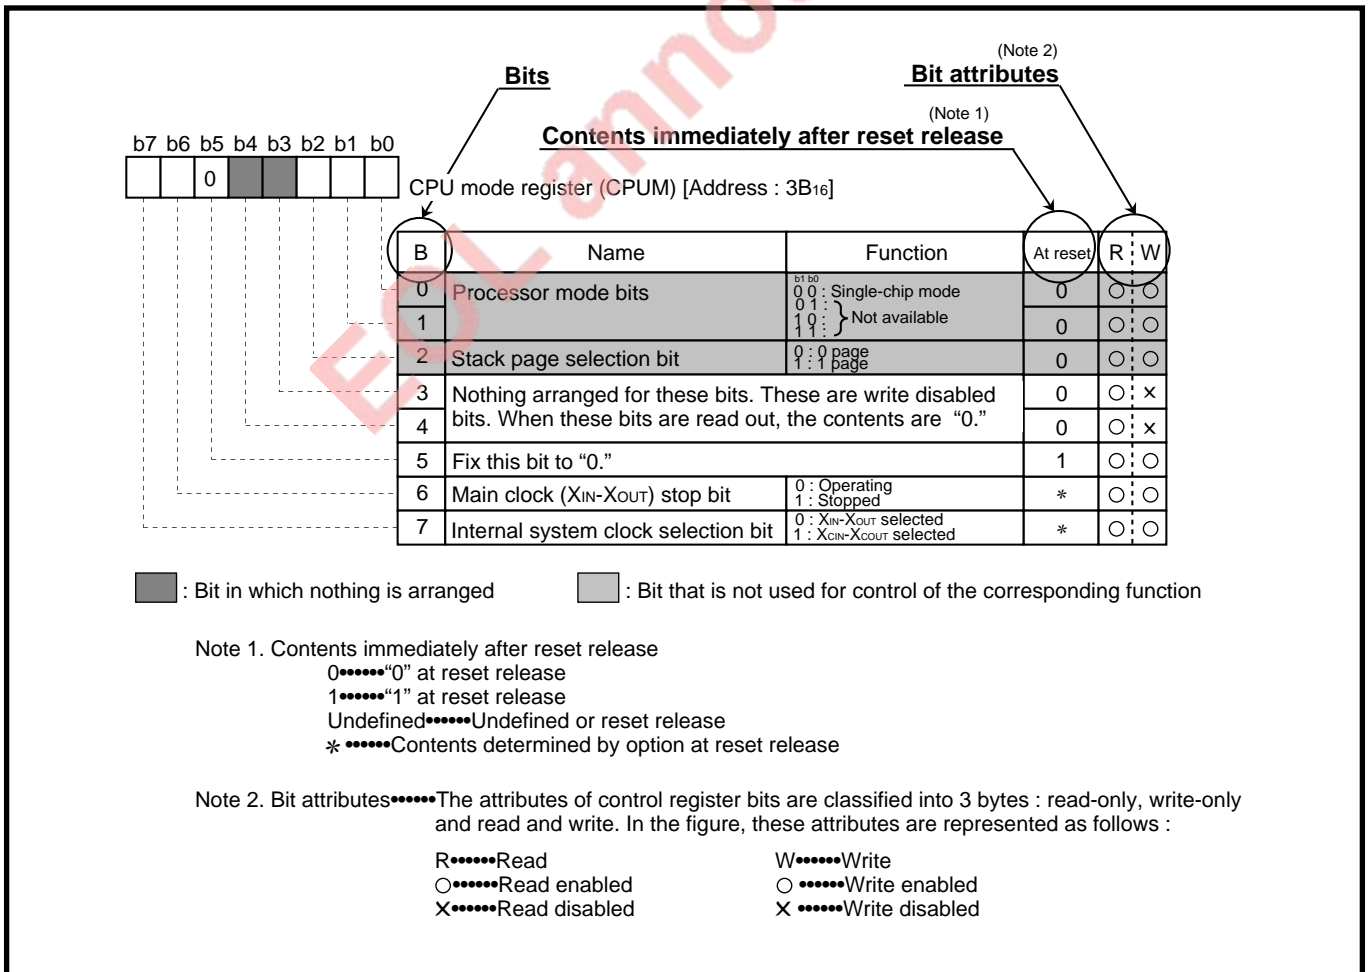 EOL anno
(Note 2)
Bits
Bit attributes
(Note 1)
Contents immediately after reset release
b7 b6 b5 b4 b3 b2 b1 b0
0
CPU mode register (CPUM) [Address : 3B16]
B Name Function At reset R W
0 Processor mode bits b1 b0 0 ○ ○
0 0 : Single-chip mode
0 1 :
1 1 0 : } Not available 0 ○ ○
1 1 :
2 Stack page selection bit 0 : 0 page 0 ○ ○
1 : 1 page
3 Nothing arranged for these bits. These are write disabled 0 ○ ×
4 bits. When these bits are read out, the contents are “0.” 0 ○ ×
5 Fix this bit to “0.” 1 ○ ○
6 Main clock (XIN-XOUT) stop bit 0 : Operating * ○ ○
1 : Stopped
7 Internal system clock selection bit 0 : XIN-XOUT selected * ○ ○
1 : XCIN-XCOUT selected
: Bit in which nothing is arranged : Bit that is not used for control of the corresponding function
Note 1. Contents immediately after reset release
0••••••“0” at reset release
1••••••“1” at reset release
Undefined••••••Undefined or reset release
* ••••••Contents determined by option at reset release
Note 2. Bit attributes••••••The attributes of control register bits are classified into 3 bytes : read-only, write-only
and read and write. In the figure, these attributes are represented as follows :
R••••••Read W••••••Write
○••••••Read enabled ○ ••••••Write enabled
×••••••Read disabled × ••••••Write disabled